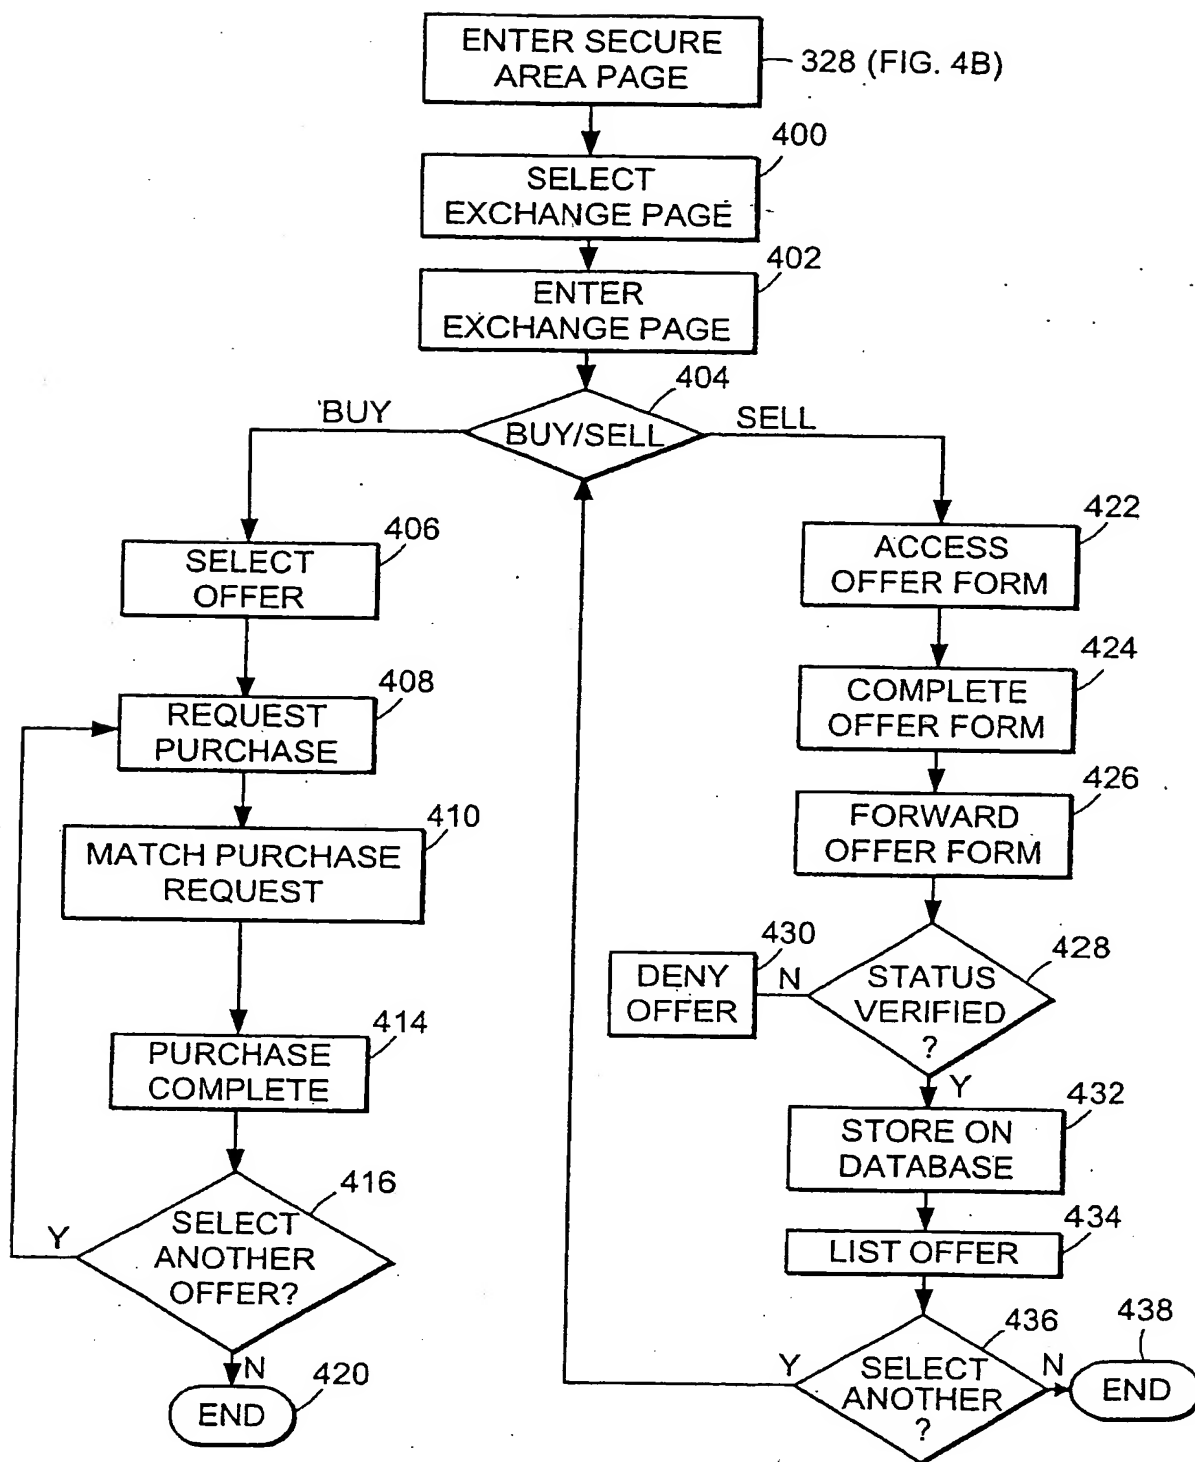 ENTER SECURE
AREA PAGE
328 (FIG. 4B)
400
SELECT
EXCHANGE PAGE
402
ENTER
EXCHANGE PAGE
404
BUY
BUY/SELL
SELL
406
SELECT
OFFER
408
REQUEST
PURCHASE
410
MATCH PURCHASE
REQUEST
414
PURCHASE
COMPLETE
416
SELECT
ANOTHER
OFFER?
Y
N
420
END
422
ACCESS
OFFER FORM
424
COMPLETE
OFFER FORM
426
FORWARD
OFFER FORM
428
STATUS
VERIFIED
?
N
430
DENY
OFFER
Y
432
STORE ON
DATABASE
434
LIST OFFER
436
SELECT
ANOTHER
?
Y
N
438
END